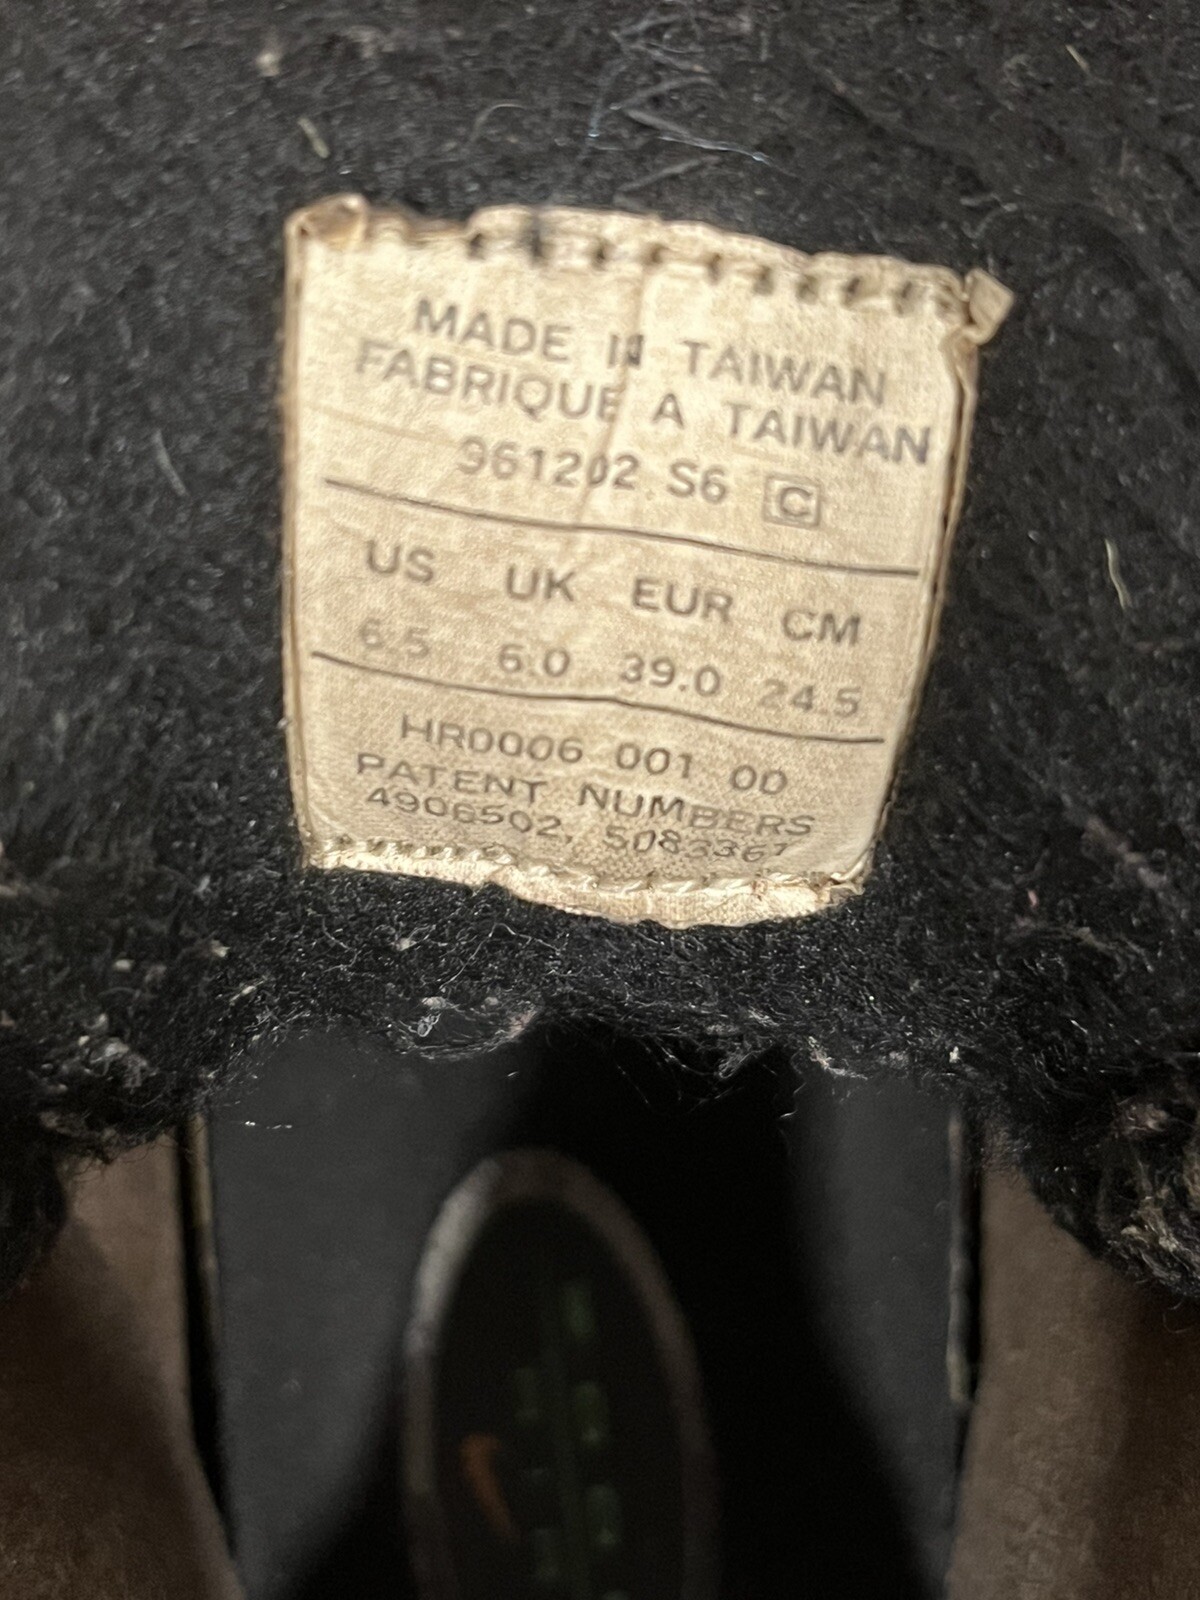 MADE IN TAIWAN
FABRIQUE A TAIWAN
961202 S6 C
US UK EUR CM
6.5 6.0 39.0 24.5
HR0006 001 00
PATENT NUMBERS
4906502, 5083361